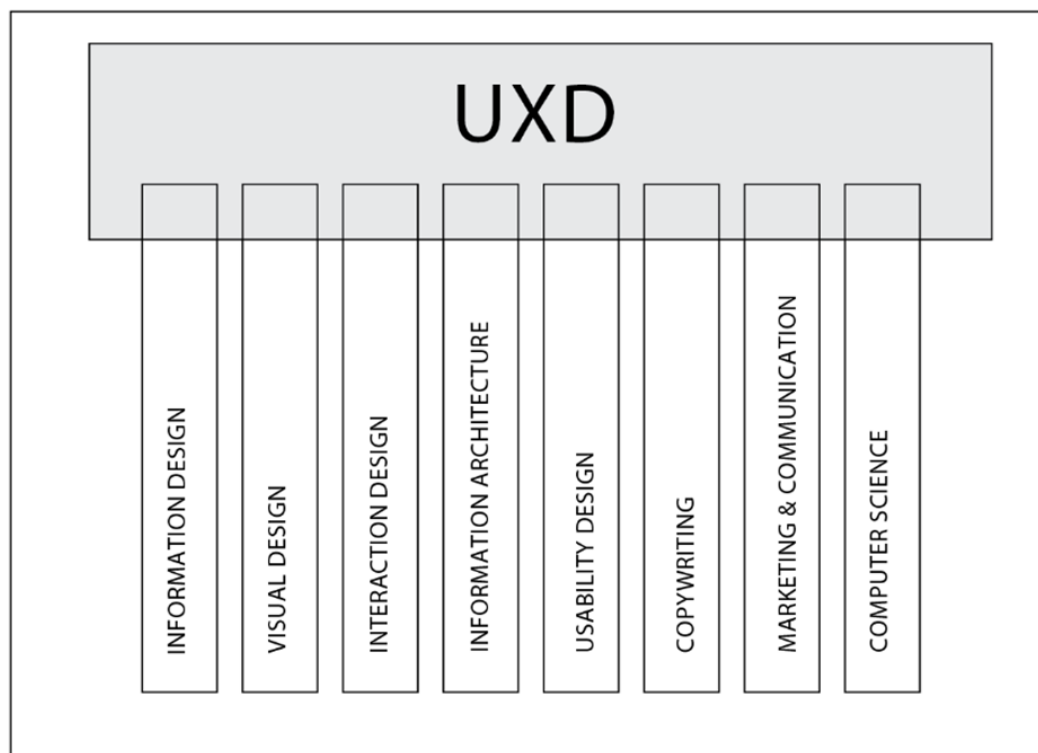 UXD
INFORMATION DESIGN
VISUAL DESIGN
INTERACTION DESIGN
INFORMATION ARCHITECTURE
USABILITY DESIGN
COPYWRITING
MARKETING & COMMUNICATION
COMPUTER SCIENCE